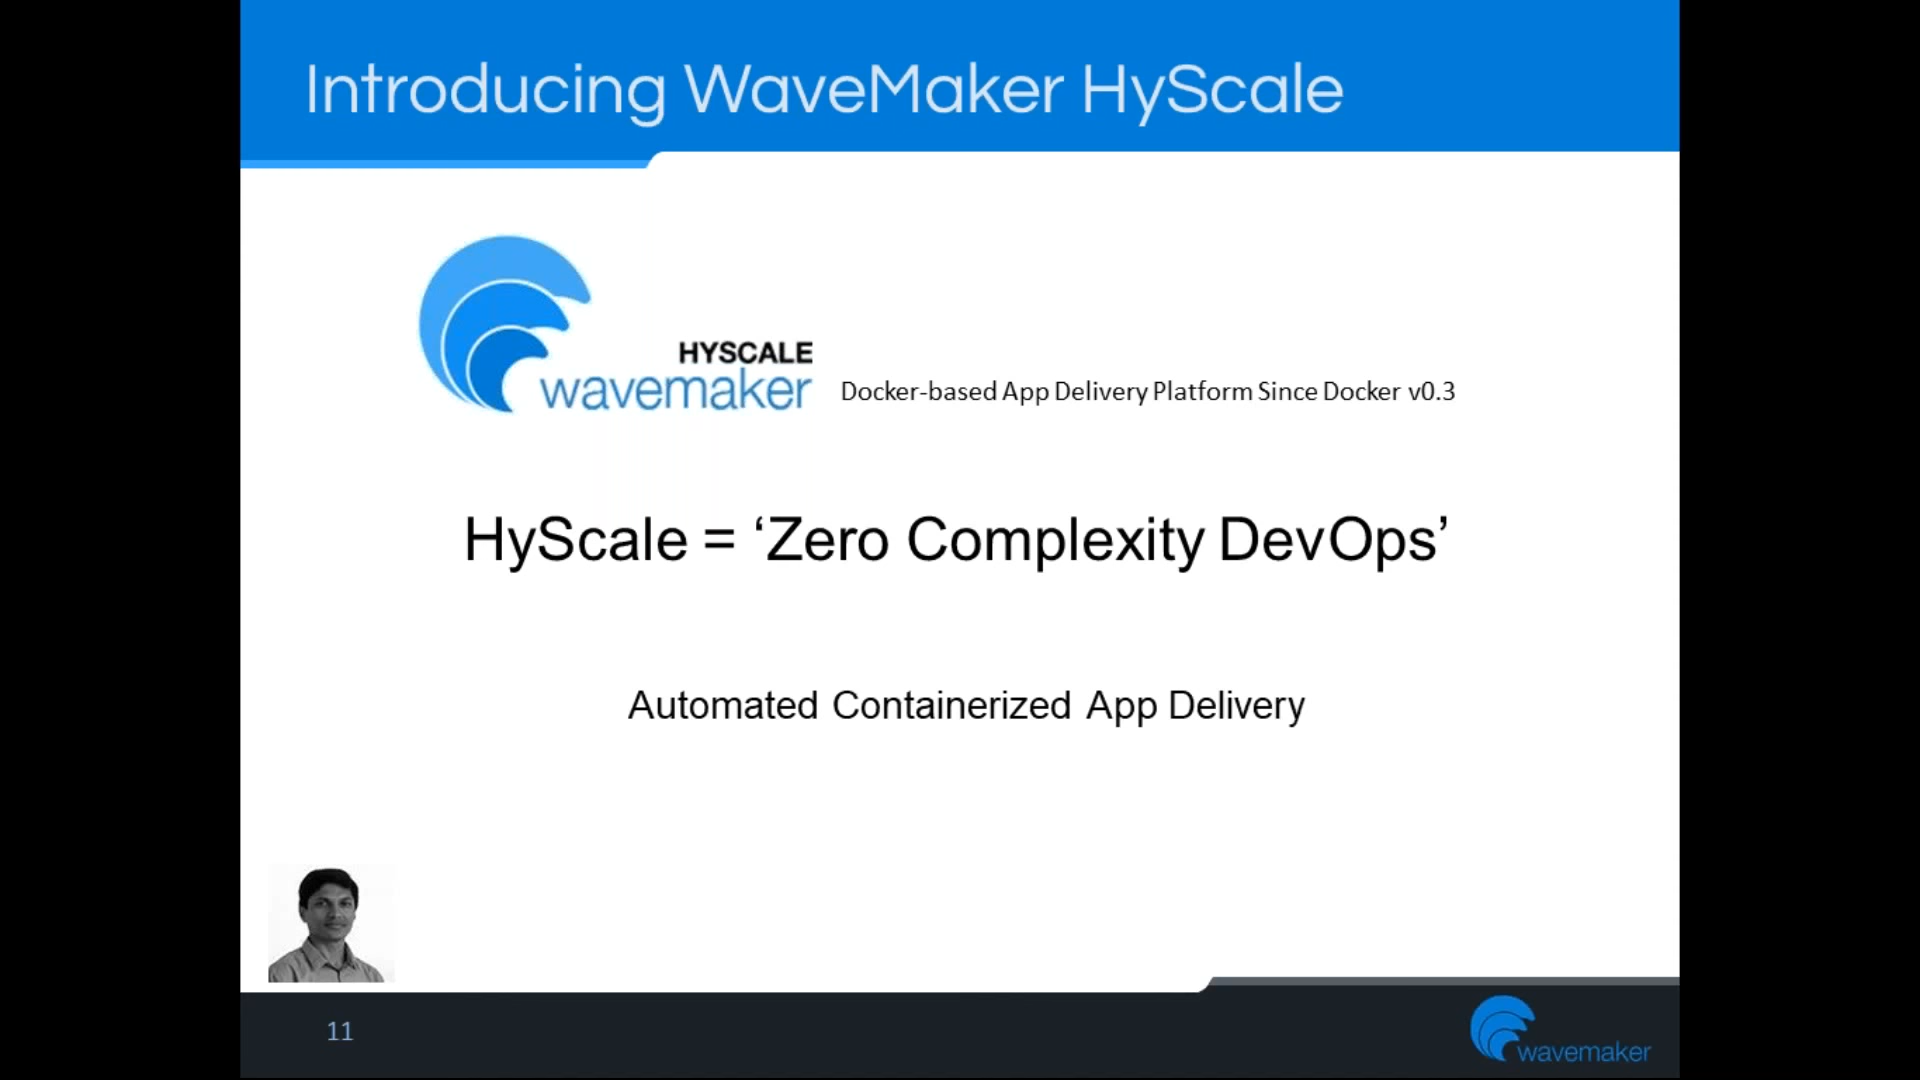 Introducing WaveMaker HyScale
HYSCALE
wavemaker
Docker-based App Delivery Platform Since Docker v0.3
HyScale = ‘Zero Complexity DevOps’
Automated Containerized App Delivery
11
wavemaker